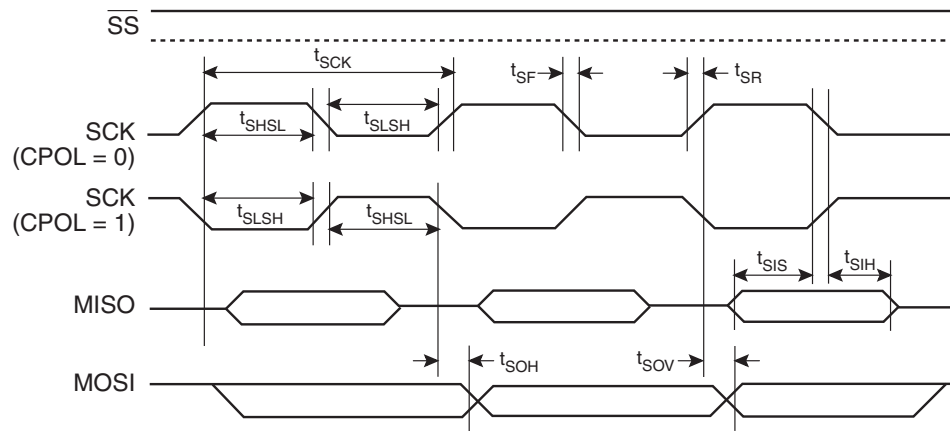 SS
tSCK
tSF
tSR
tSHSL
tSLSH
SCK
(CPOL = 0)
SCK
(CPOL = 1)
tSLSH
tSHSL
tSIS
tSIH
MISO
tSOH
tSOV
MOSI